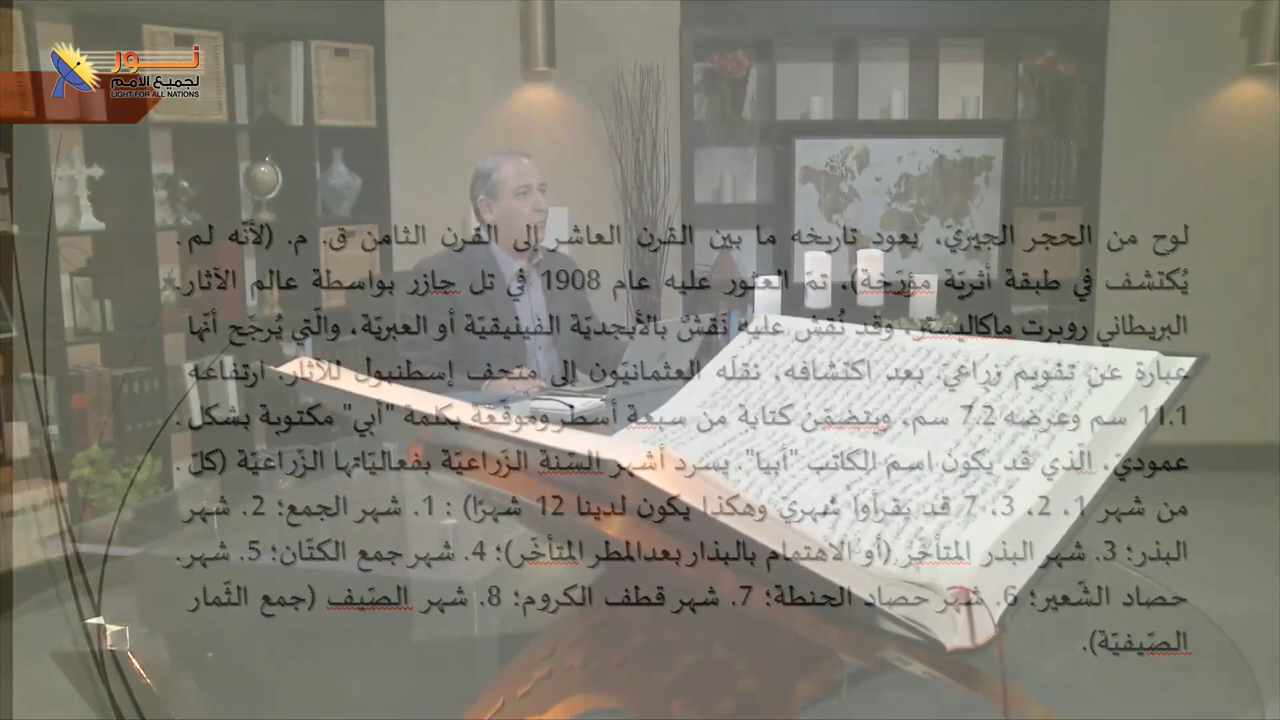 نـور
لجميع الأمم
LIGHT FOR ALL NATIONS
لوح من الحجر الجيريّ، يعود تاريخه ما بين القرن العاشر إلى القرن الثامن ق. م. (لأنّه لم .
يُكتشف في طبقة أثريّة مؤرّخة)، تمّ العثور عليه عام 1908 في تل جازر بواسطة عالم الآثار.
البريطاني روبرت ماكاليستر. وقد نُقش عليه نقشٌ بالأبجديّة الفينيقيّة أو العبريّة، والّتي يُرجّح أنّها
عبارة عن تقويم زراعيّ. بعد اكتشافه، نقله العثمانيّون إلى متحف إسطنبول للآثار. ارتفاعه
11.1 سم وعرضه 7.2 سم، ويتضمّن كتابة من سبعة أسطر وموقّعة بكلمة "أبي" مكتوبة بشكل .
عموديّ، الذي قد يكون اسم الكاتب "أبيا". يسرد أشهر السّنة الزّراعيّة بفعاليّاتها الزّراعيّة (كلّ .
من شهر 1، 2، 3، 7 قد يقرأوا شهريّ وهكذا يكون لدينا 12 شهرًا) : 1. شهر الجمع؛ 2. شهر
البذر؛ 3. شهر البذر المتأخّر (أو الاهتمام بالبذار بعدالمطر المتأخّر)؛ 4. شهر جمع الكتّان؛ 5. شهر.
حصاد الشّعير؛ 6. شهر حصاد الحنطة؛ 7. شهر قطف الكروم؛ 8. شهر الصّيف (جمع الثّمار
الصّيفيّة).